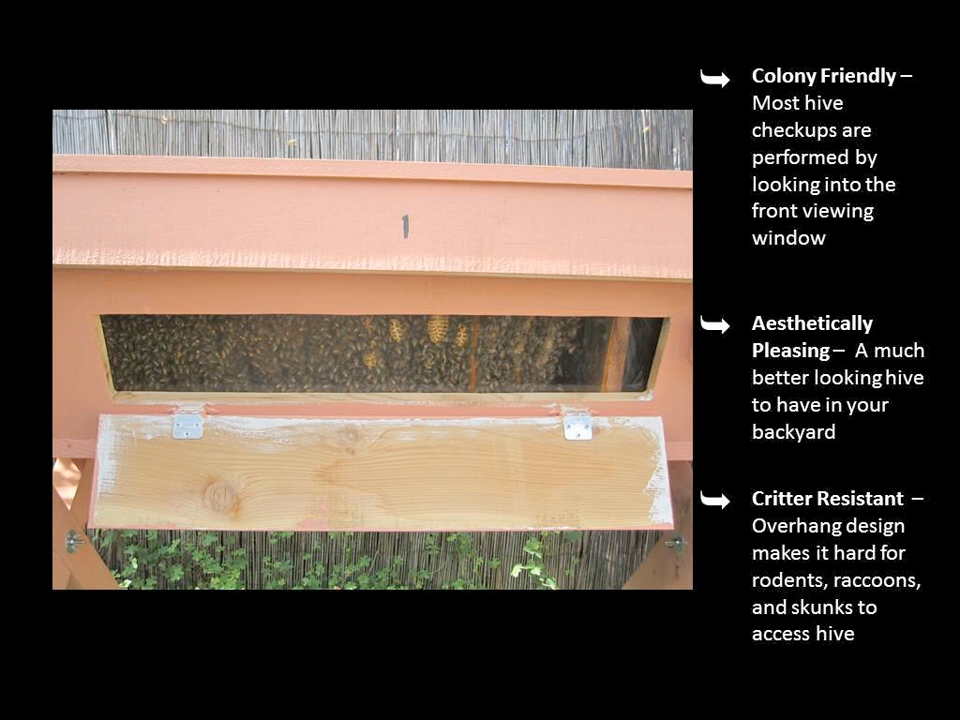 1
Colony Friendly –
Most hive
checkups are
performed by
looking into the
front viewing
window
Aesthetically
Pleasing – A much
better looking hive
to have in your
backyard
Critter Resistant –
Overhang design
makes it hard for
rodents, raccoons,
and skunks to
access hive